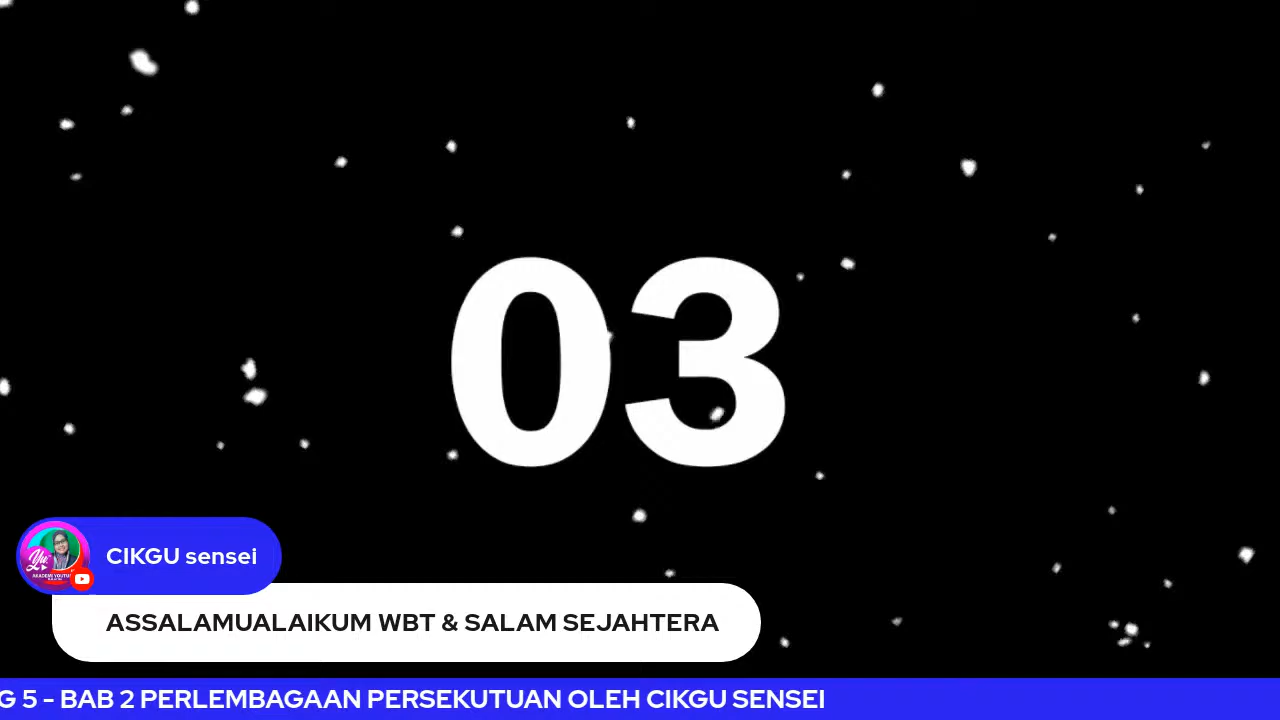 03
CIKGU sensei
ASSALAMUALAIKUM WBT & SALAM SEJAHTERA
G 5 - BAB 2 PERLEMBAGAAN PERSEKUTUAN OLEH CIKGU SENSEI